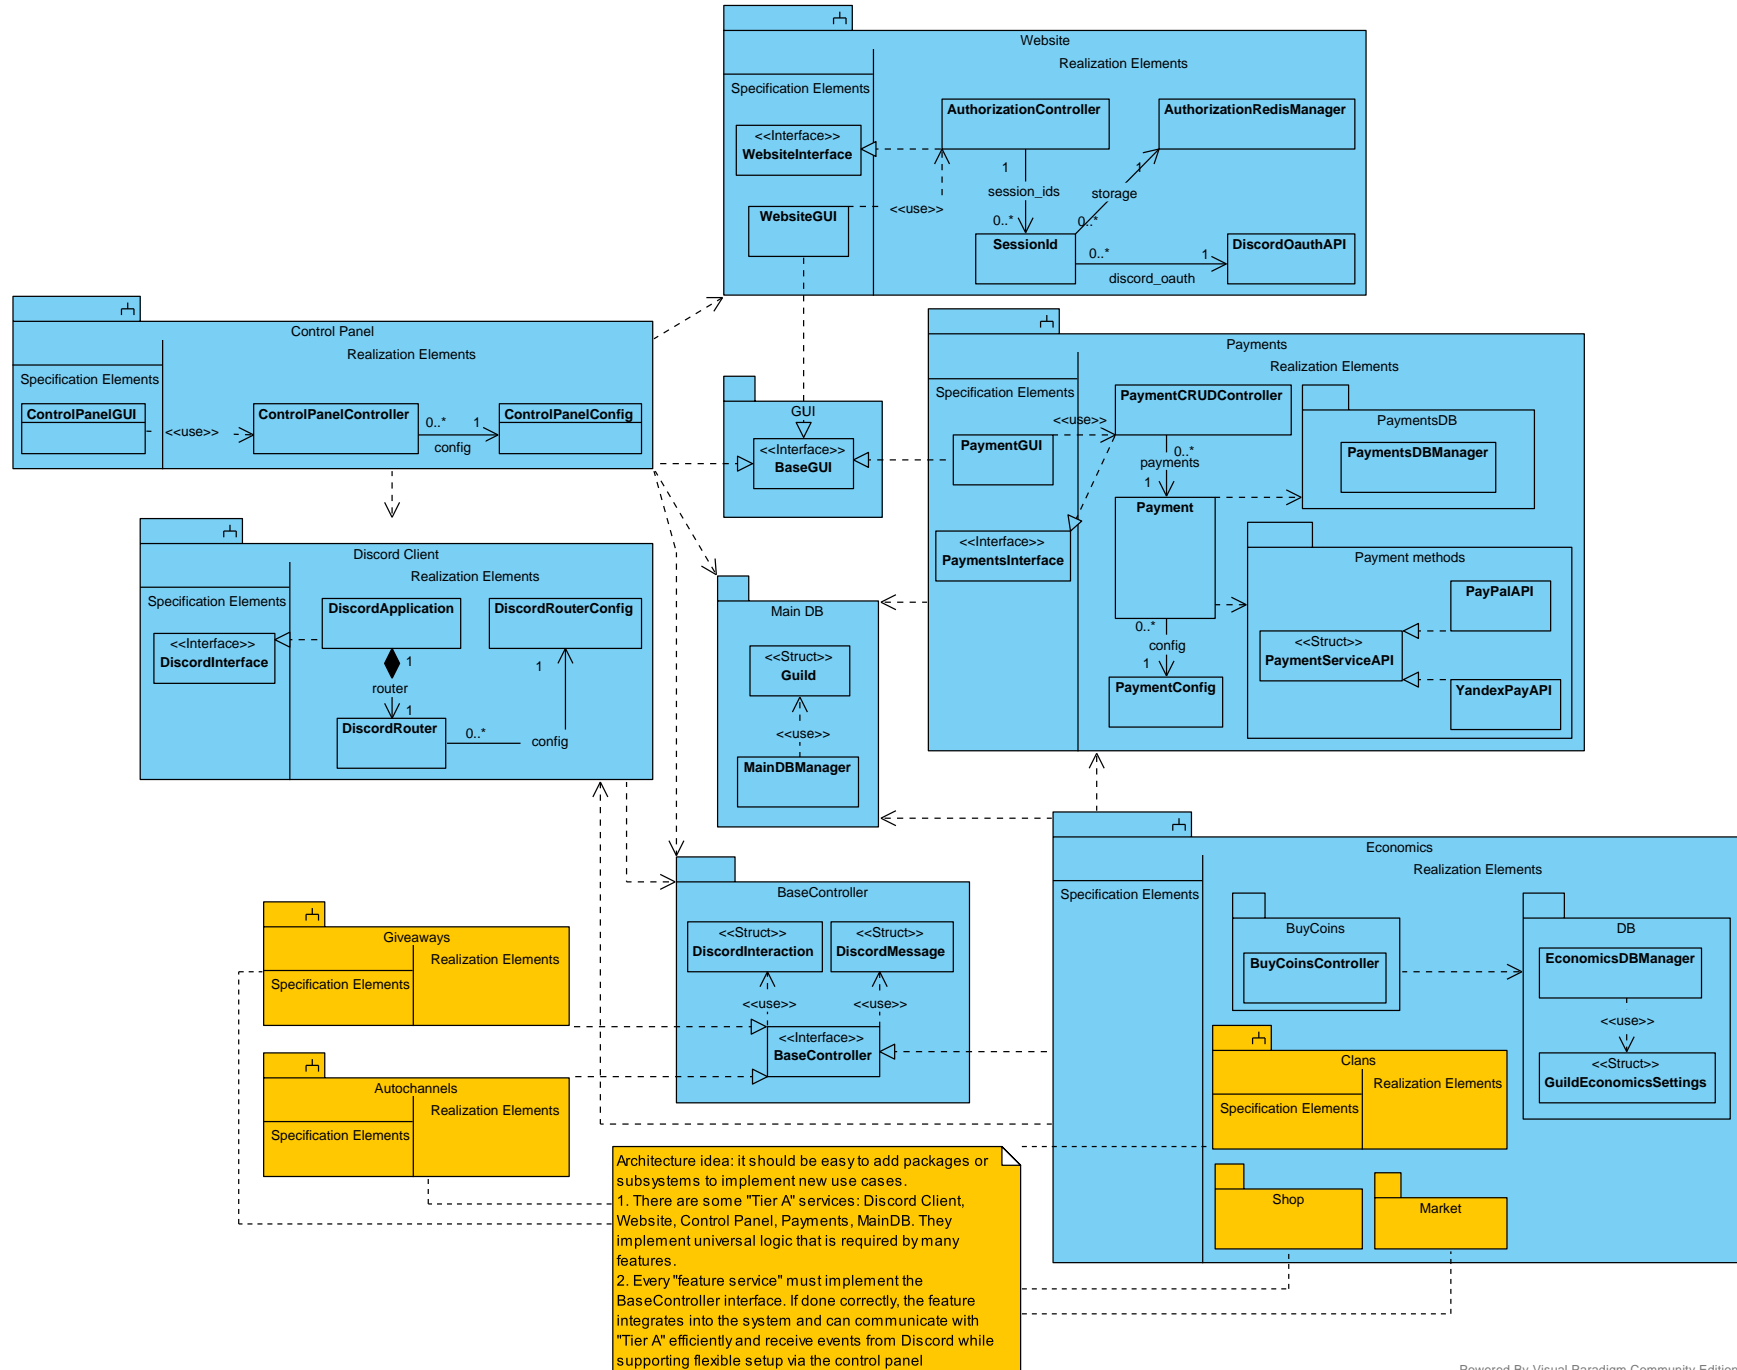 Website
Realization Elements
Specification Elements
AuthorizationController
AuthorizationRedisManager
<<Interface>>
WebsiteInterface
1
1
session_ids
storage
WebsiteGUI
<<use>>
0..*
0..*
SessionId
DiscordOauthAPI
0..*
1
discord_oauth
Control Panel
Realization Elements
Specification Elements
ControlPanelGUI
ControlPanelController
ControlPanelConfig
<<use>>
0..*
1
config
GUI
<<Interface>>
BaseGUI
Payments
Realization Elements
Specification Elements
PaymentCRUDController
<<use>>
PaymentGUI
PaymentsDB
PaymentsDBManager
0..*
payments
1
Payment
<<Interface>>
PaymentsInterface
Payment methods
PayPalAPI
<<Struct>>
PaymentServiceAPI
YandexPayAPI
0..*
config
1
PaymentConfig
Discord Client
Realization Elements
Specification Elements
DiscordApplication
DiscordRouterConfig
<<Interface>>
DiscordInterface
1
1
router
1
DiscordRouter
0..*
config
Main DB
<<Struct>>
Guild
<<use>>
MainDBManager
BaseController
<<Struct>>
DiscordInteraction
<<Struct>>
DiscordMessage
<<use>>
<<use>>
<<Interface>>
BaseController
Giveaways
Realization Elements
Specification Elements
Autochannels
Realization Elements
Specification Elements
Economics
Realization Elements
Specification Elements
BuyCoins
BuyCoinsController
DB
EconomicsDBManager
<<use>>
<<Struct>>
GuildEconomicsSettings
Clans
Realization Elements
Specification Elements
Shop
Market
Architecture idea: it should be easy to add packages or
subsystems to implement new use cases.
1. There are some "Tier A" services: Discord Client,
Website, Control Panel, Payments, MainDB. They
implement universal logic that is required by many
features.
2. Every "feature service" must implement the
BaseController interface. If done correctly, the feature
integrates into the system and can communicate with
"Tier A" efficiently and receive events from Discord while
supporting flexible setup via the control panel
Powered By Visual Paradigm Community Edition